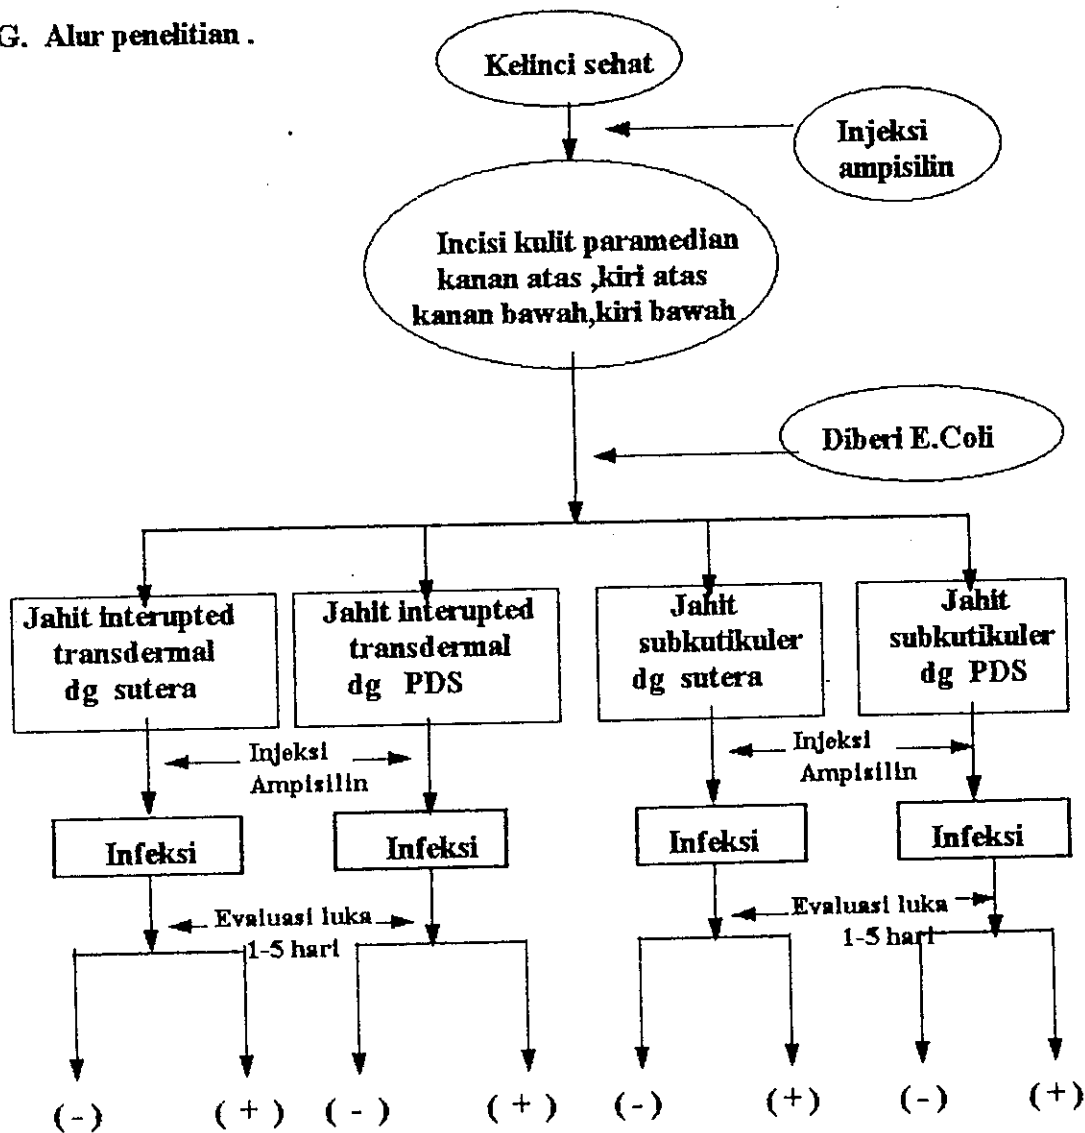 G. Alur penelitian .
Kelinci sehat
Injeksi
ampisilin
Incisi kulit paramedian
kanan atas ,kiri atas
kanan bawah,kiri bawah
Diberi E.Coli
Jahit interupted
transdermal
dg sutera
Jahit interupted
transdermal
dg PDS
Jahit
subkutikuler
dg sutera
Jahit
subkutikuler
dg PDS
Injeksi
Ampisilin
Injeksi
Ampisilin
Infeksi
Infeksi
Infeksi
Infeksi
Evaluasi luka
1-5 hari
Evaluasi luka
1-5 hari
(-)
(+)
(-)
(+)
(-)
(+)
(-)
(+)